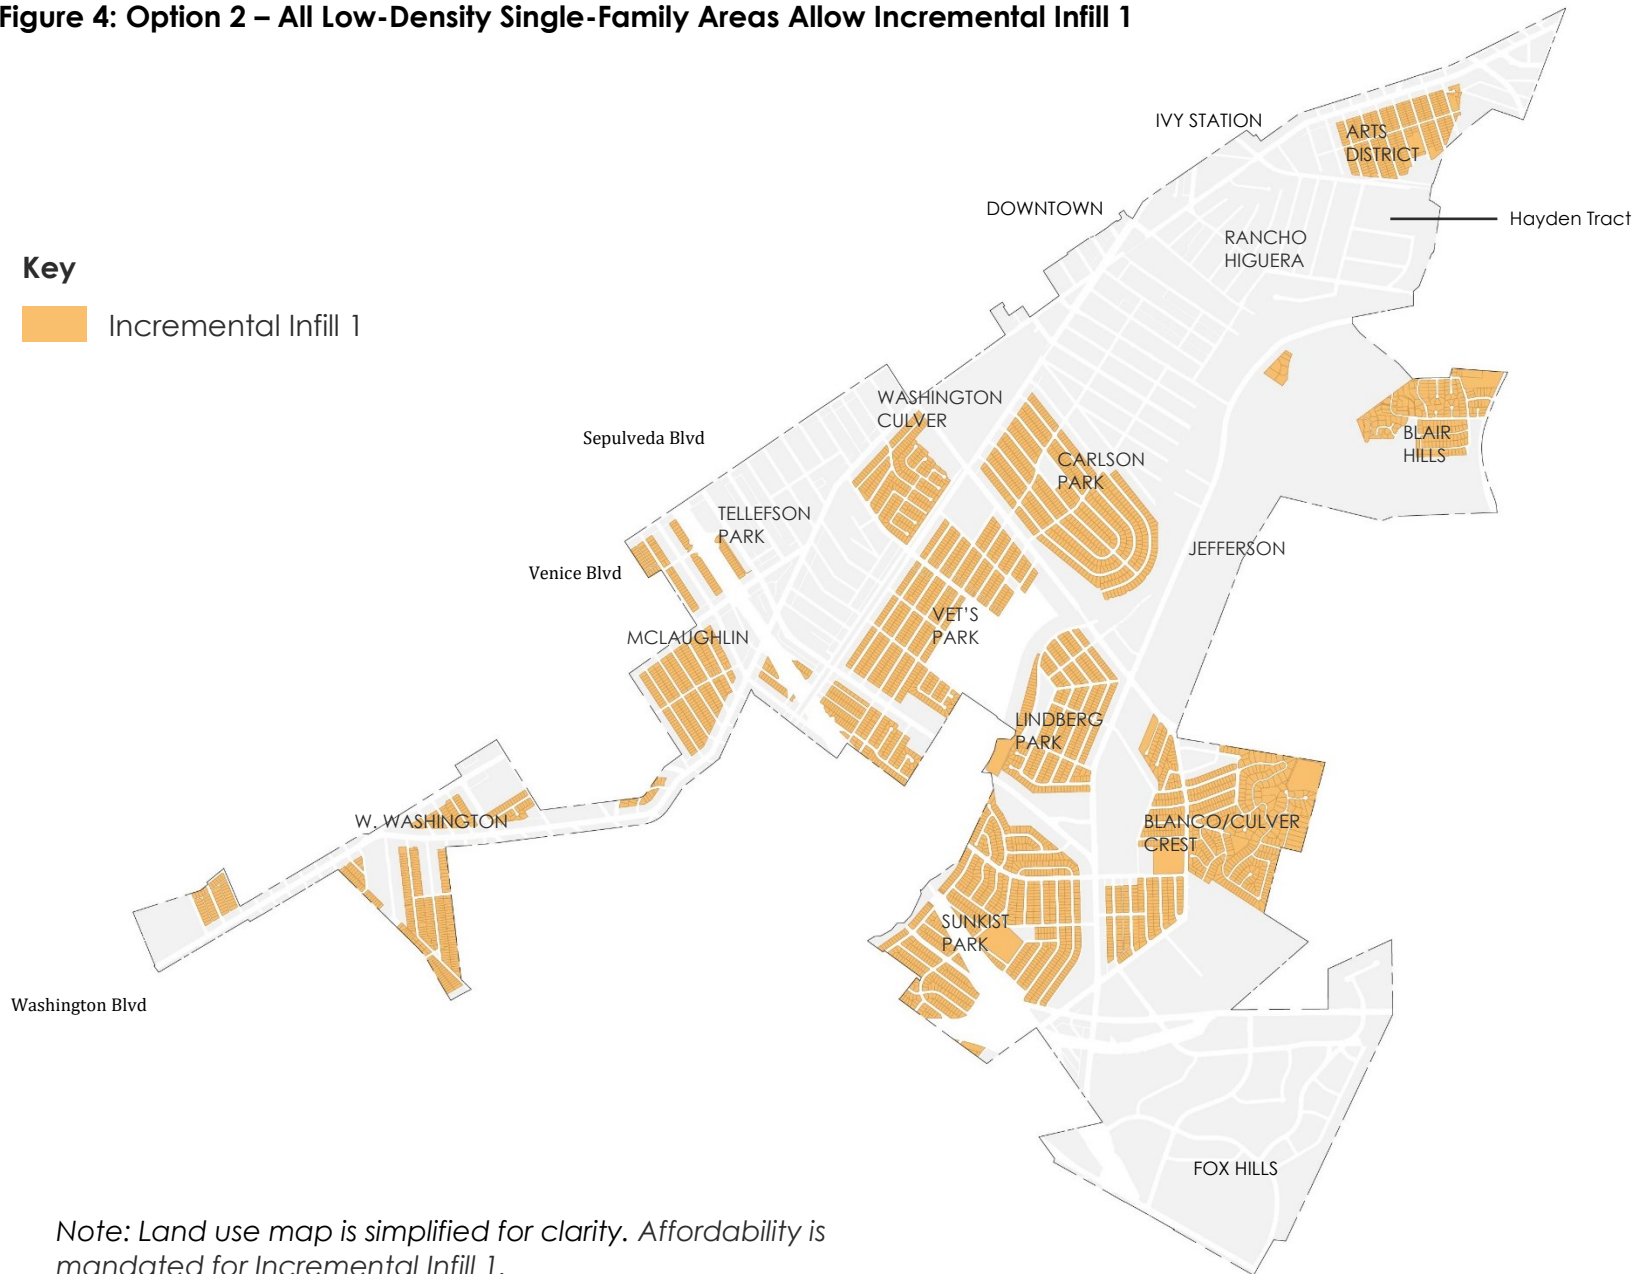 Figure 4: Option 2 – All Low-Density Single-Family Areas Allow Incremental Infill 1
IVY STATION
ARTS
DISTRICT
DOWNTOWN
Hayden Tract
RANCHO
HIGUERA
Key
Incremental Infill 1
WASHINGTON
CULVER
Sepulveda Blvd
BLAIR
HILLS
CARLSON
PARK
TELLEFSON
PARK
JEFFERSON
Venice Blvd
VET'S
PARK
MCLAUGHLIN
LINDBERG
PARK
W. WASHINGTON
BLANCO/CULVER
CREST
SUNKIST
PARK
Washington Blvd
FOX HILLS
Note: Land use map is simplified for clarity. Affordability is
mandated for Incremental Infill 1.